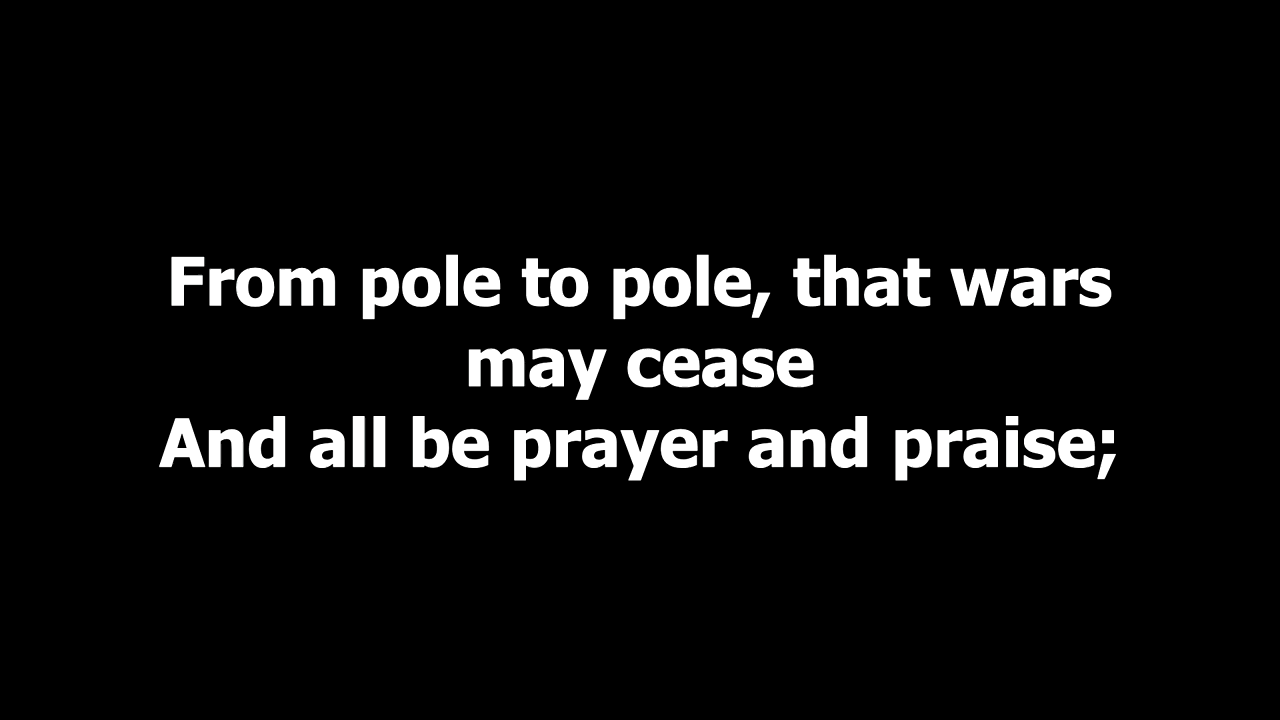 From pole to pole, that wars
may cease
And all be prayer and praise;